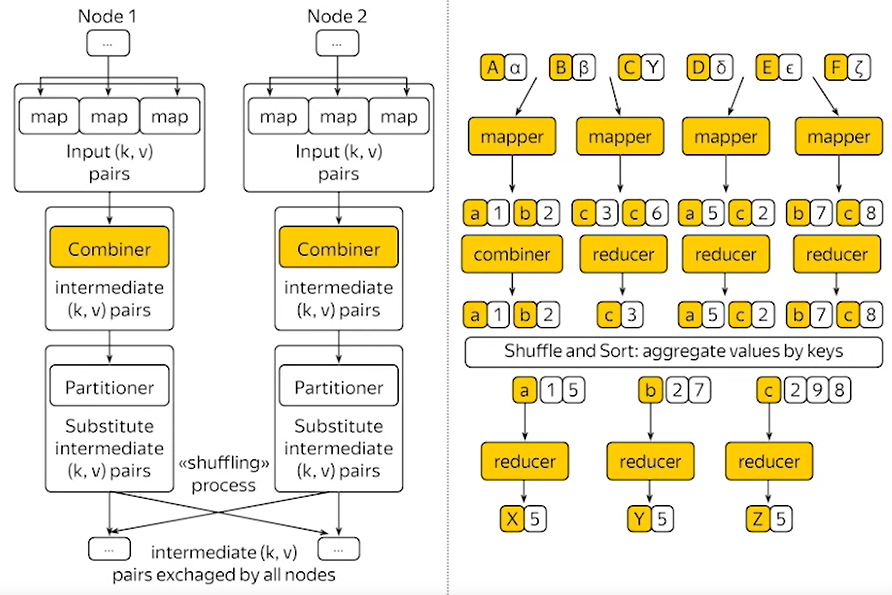 Node 1
...
map map map
Input (k, v)
pairs
Combiner
intermediate
(k, v) pairs
Partitioner
Substitute
intermediate
(k, v) pairs
...
Node 2
...
map map map
Input (k, v)
pairs
Combiner
intermediate
(k, v) pairs
Partitioner
Substitute
intermediate
(k, v) pairs
...
«shuffling»
process
intermediate (k, v)
pairs exchaged by all nodes
A α B β C γ D δ E ϵ F ζ
mapper mapper mapper mapper
a 1 b 2 c 3 c 6 a 5 c 2 b 7 c 8
combiner reducer reducer reducer
a 1 b 2 c 3 a 5 c 2 b 7 c 8
Shuffle and Sort: aggregate values by keys
a 1 5 b 2 7 c 2 9 8
reducer reducer reducer
X 5 Y 5 Z 5